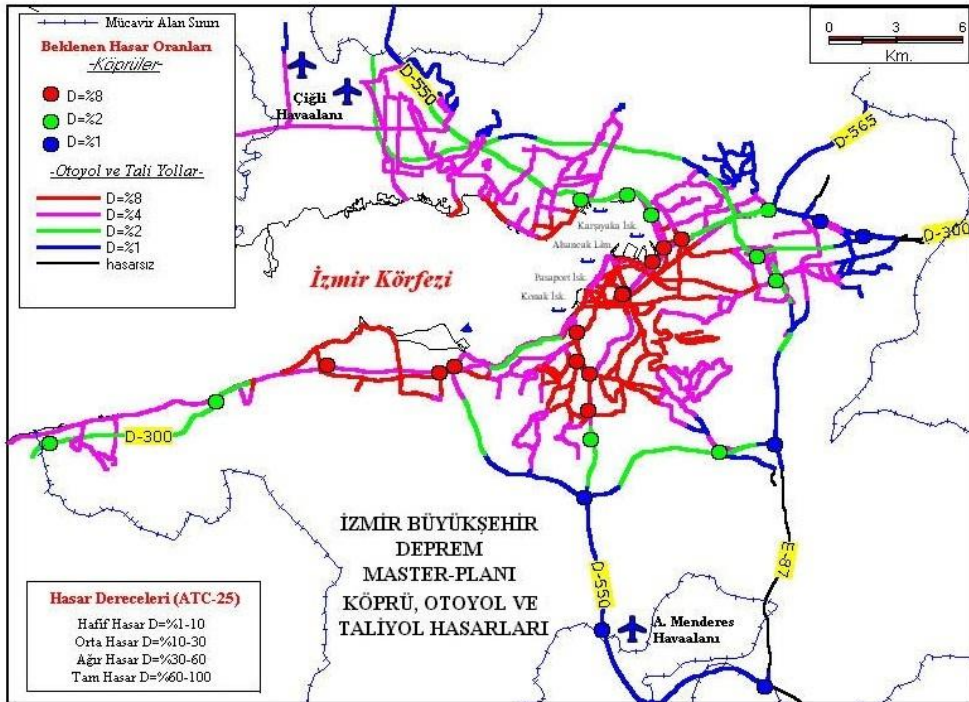 Mücavir Alan Sınırı
Beklenen Hasar Oranları
-Köprüler-
D=%8
D=%2
D=%1
-Otoyol ve Tali Yollar-
D=%8
D=%4
D=%2
D=%1
hasarsız
0 3 6
Km.
Çiğli
Havaalanı
D-550
D-565
D-300
Karşıyaka İsk.
Alsancak Lim.
Pasaport İsk.
Konak İsk.
İzmir Körfezi
D-300
İZMİR BÜYÜKŞEHİR
DEPREM
MASTER-PLANI
KÖPRÜ, OTOYOL VE
TALİYOL HASARLARI
E-87
D-550
A. Menderes
Havaalanı
Hasar Dereceleri (ATC-25)
Hafif Hasar D=%1-10
Orta Hasar D=%10-30
Ağır Hasar D=%30-60
Tam Hasar D=%60-100